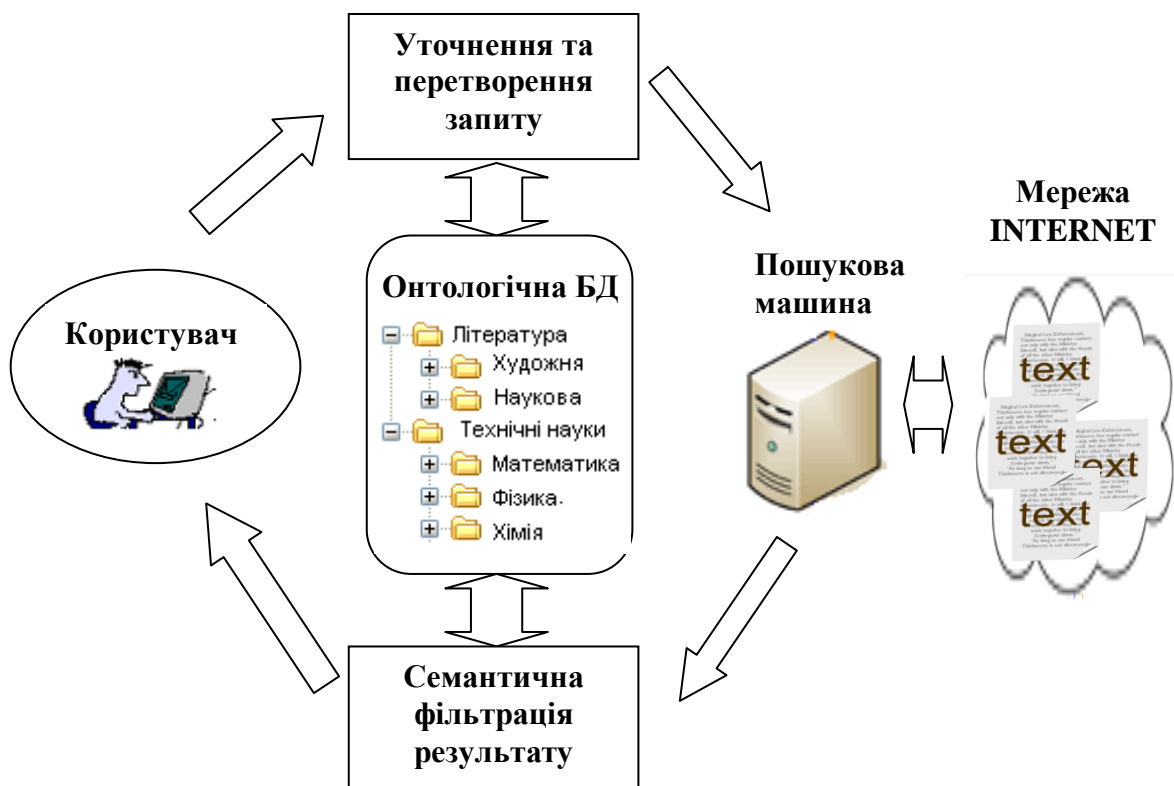 Уточнення та
перетворення
запиту
Мережа
INTERNET
Пошукова
машина
Онтологічна БД
Література
Художня
Наукова
Технічні науки
Математика
Фізика.
Хімія
Користувач
text
text
text
text
Семантична
фільтрація
результату